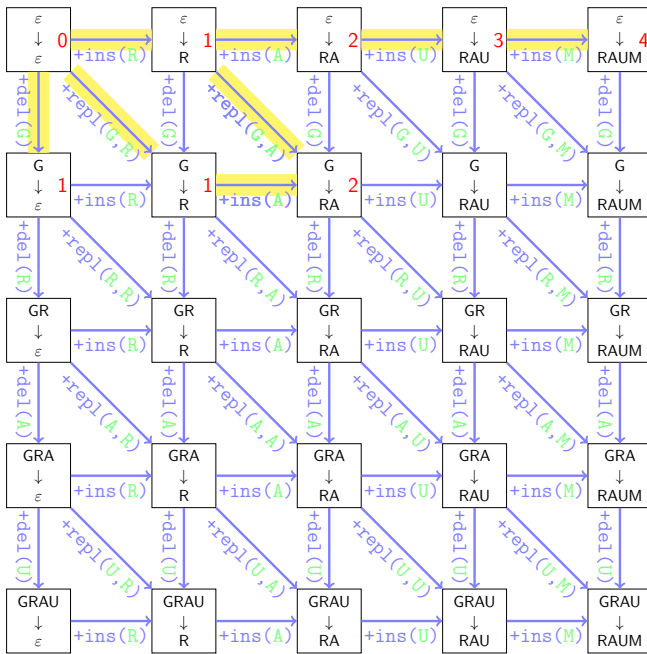 ε ε ε ε ε
↓ 0 ↓ 1 ↓ 2 ↓ 3 ↓ 4
ε +ins(R) R +ins(A) RA +ins(U) RAU +ins(M) RAUM
+del(G) +repl(G,R) +del(G) +repl(G,A) +del(G) +repl(G,U) +del(G) +repl(G,M) +del(G)
G G G G G
↓ 1 ↓ 1 ↓ 2 ↓ ↓
ε +ins(R) R +ins(A) RA +ins(U) RAU +ins(M) RAUM
+del(R) +repl(R,R) +del(R) +repl(R,A) +del(R) +repl(R,U) +del(R) +repl(R,M) +del(R)
GR GR GR GR GR
↓ ↓ ↓ ↓ ↓
ε +ins(R) R +ins(A) RA +ins(U) RAU +ins(M) RAUM
+del(A) +repl(A,R) +del(A) +repl(A,A) +del(A) +repl(A,U) +del(A) +repl(A,M) +del(A)
GRA GRA GRA GRA GRA
↓ ↓ ↓ ↓ ↓
ε +ins(R) R +ins(A) RA +ins(U) RAU +ins(M) RAUM
+del(U) +repl(U,R) +del(U) +repl(U,A) +del(U) +repl(U,U) +del(U) +repl(U,M) +del(U)
GRAU GRAU GRAU GRAU GRAU
↓ ↓ ↓ ↓ ↓
ε +ins(R) R +ins(A) RA +ins(U) RAU +ins(M) RAUM